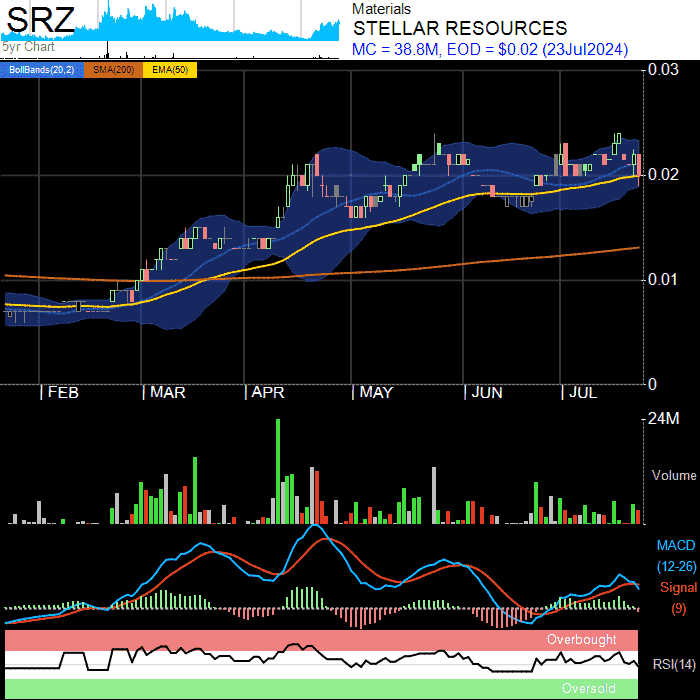 SRZ
5yr Chart
Materials
STELLAR RESOURCES
MC = 38.8M, EOD = $0.02 (23Jul2024)
BollBands(20,2) SMA(200) EMA(50)
0.03
0.02
0.01
0
FEB MAR APR MAY JUN JUL
24M
Volume
MACD
(12-26)
Signal
(9)
Overbought
RSI(14)
Oversold